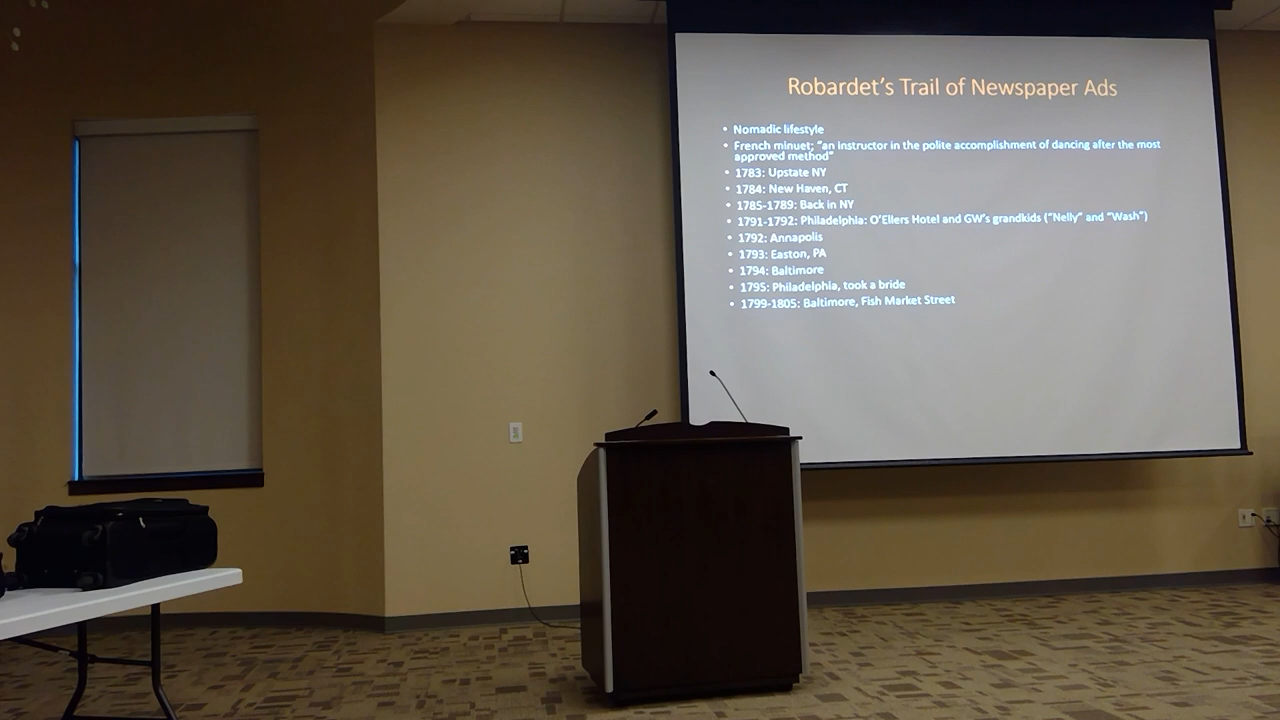 Robardet's Trail of Newspaper Ads
• Nomadic lifestyle
• French minuet; "an instructor in the polite accomplishment of dancing after the most
approved method"
• 1783: Upstate NY
• 1784: New Haven, CT
• 1785-1789: Back in NY
• 1791-1792: Philadelphia: O'Ellers Hotel and GW's grandkids ("Nelly" and "Wash")
• 1792: Annapolis
• 1793: Easton, PA
• 1794: Baltimore
• 1795: Philadelphia, took a bride
• 1799-1805: Baltimore, Fish Market Street